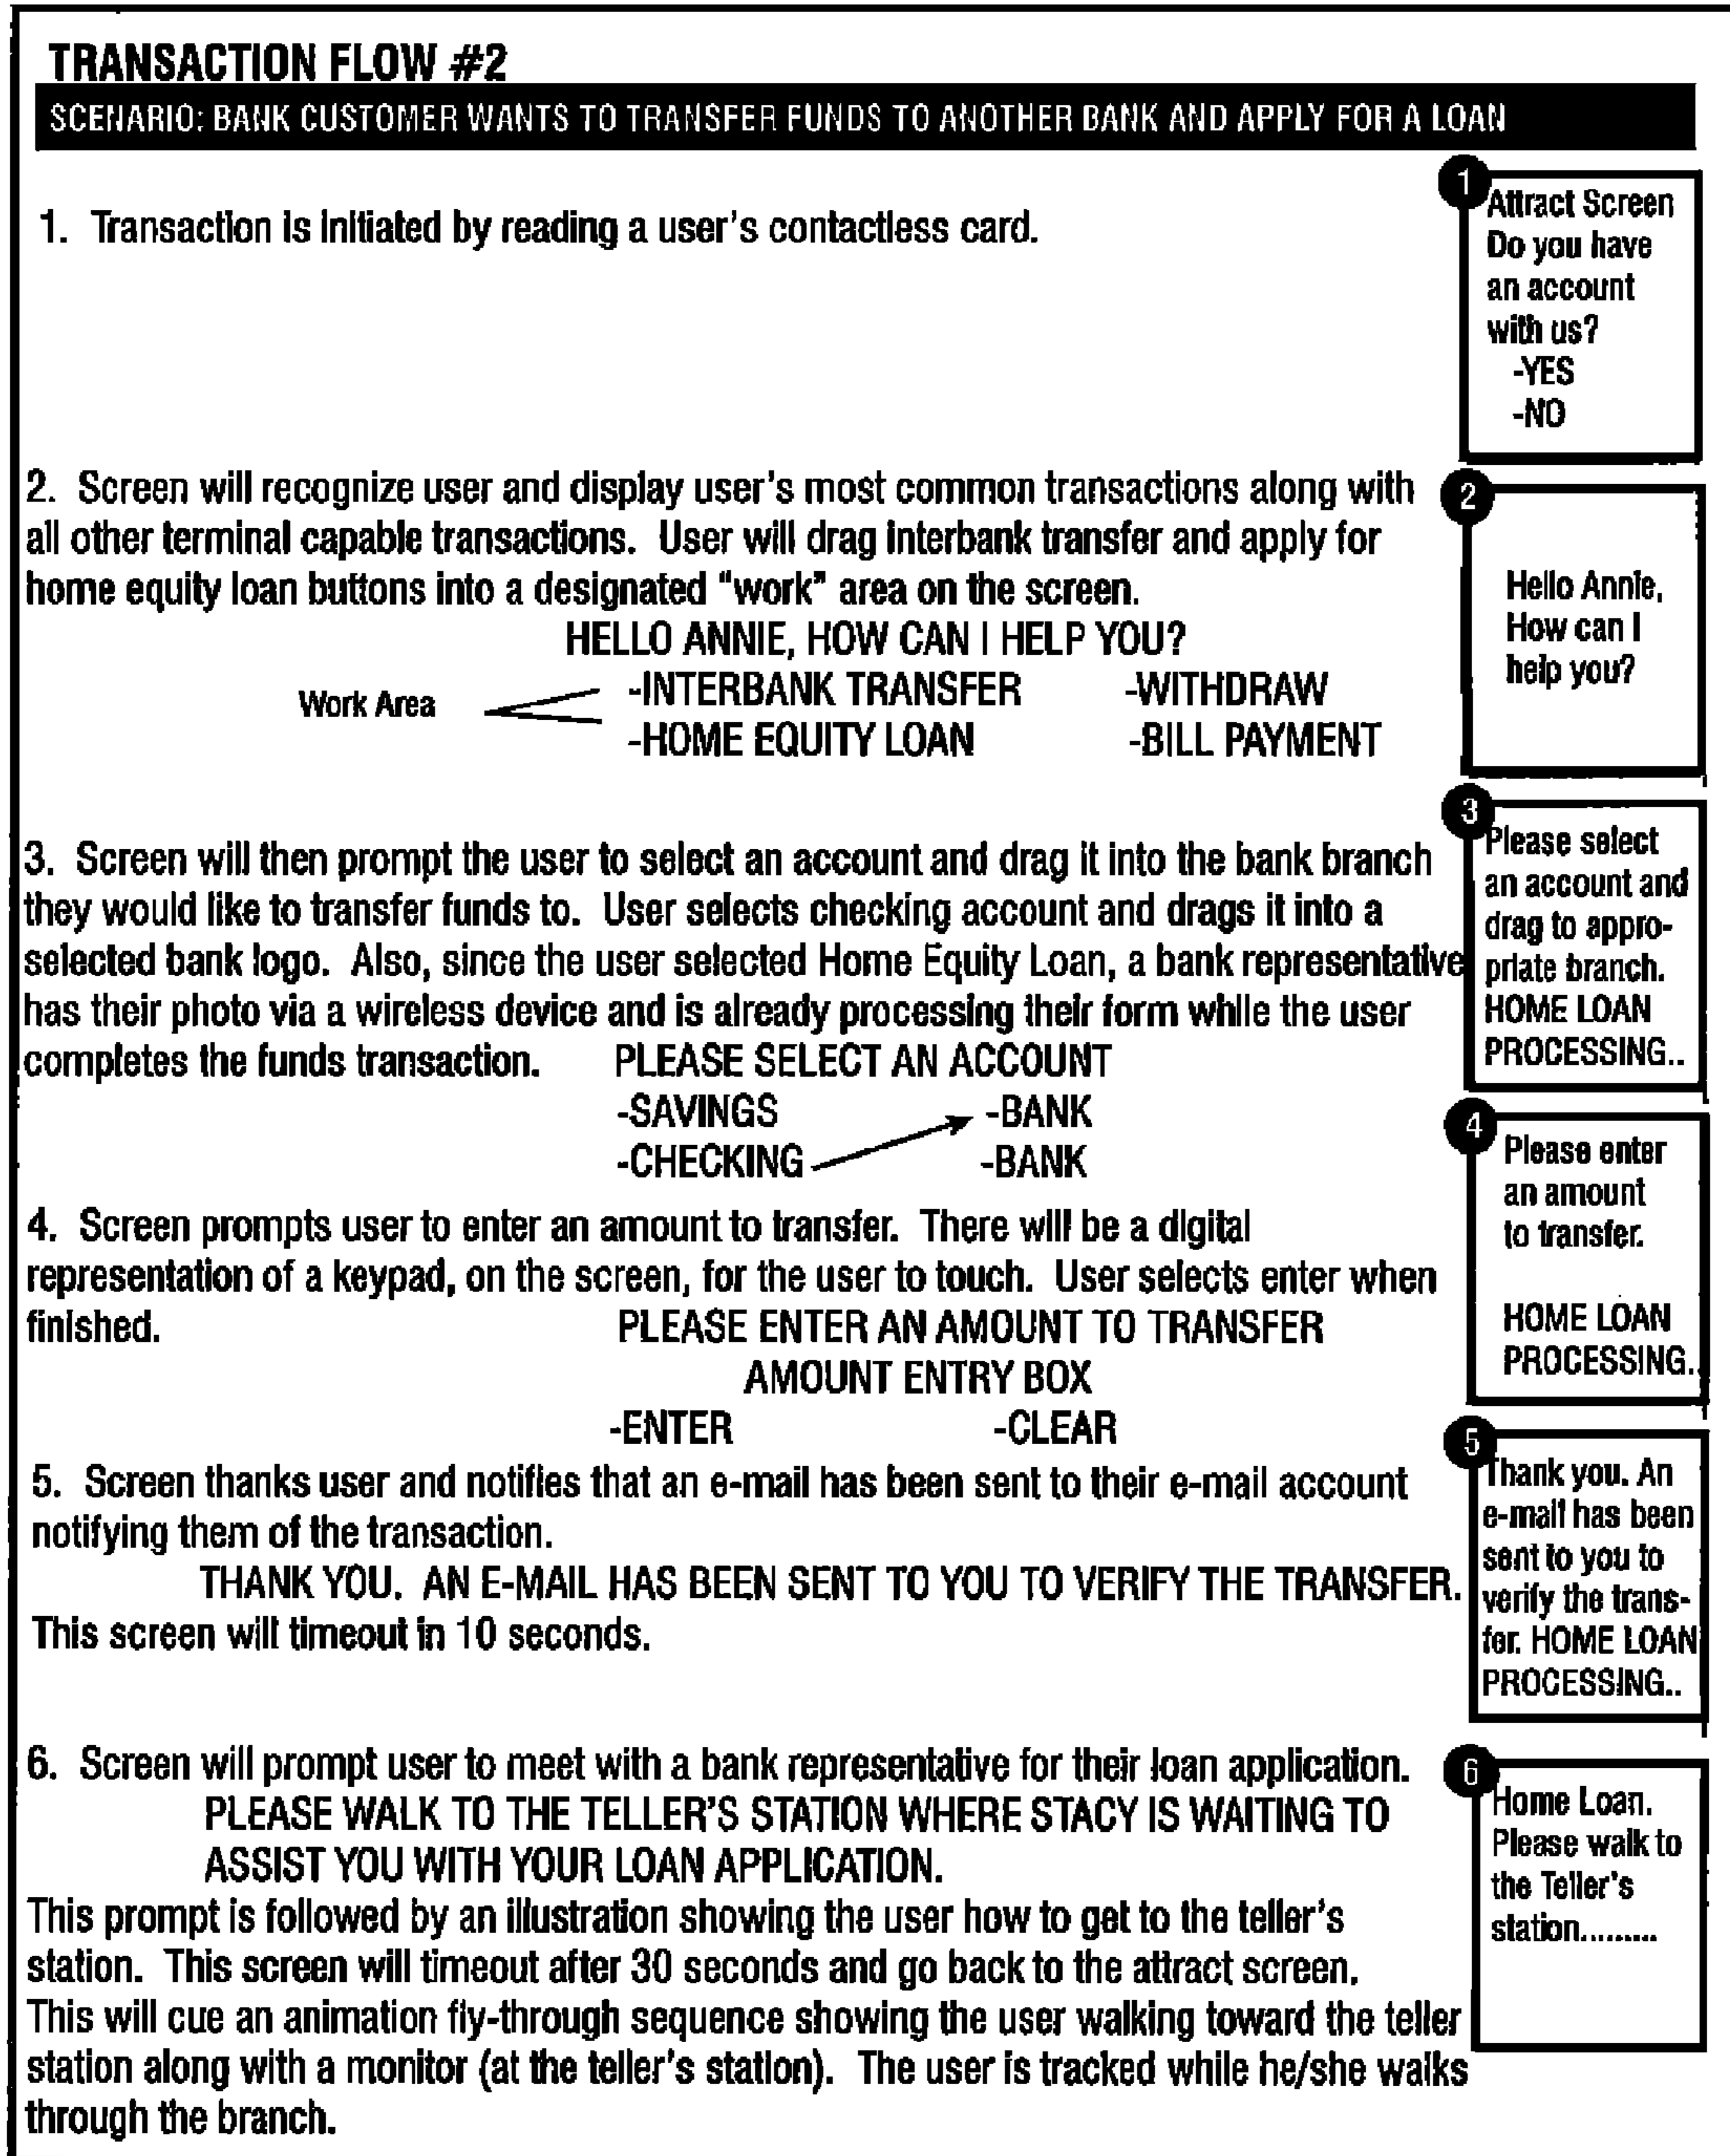 TRANSACTION FLOW #2
SCENARIO: BANK CUSTOMER WANTS TO TRANSFER FUNDS TO ANOTHER BANK AND APPLY FOR A LOAN
1. Transaction is initiated by reading a user's contactless card.
1
Attract Screen
Do you have
an account
with us?
-YES
-NO
2. Screen will recognize user and display user's most common transactions along with
all other terminal capable transactions. User will drag interbank transfer and apply for
home equity loan buttons into a designated "work" area on the screen.
HELLO ANNIE, HOW CAN I HELP YOU?
Work Area -INTERBANK TRANSFER -WITHDRAW
-HOME EQUITY LOAN -BILL PAYMENT
2
Hello Annie,
How can I
help you?
3. Screen will then prompt the user to select an account and drag it into the bank branch
they would like to transfer funds to. User selects checking account and drags it into a
selected bank logo. Also, since the user selected Home Equity Loan, a bank representative
has their photo via a wireless device and is already processing their form while the user
completes the funds transaction. PLEASE SELECT AN ACCOUNT
-SAVINGS -BANK
-CHECKING -BANK
3
Please select
an account and
drag to appro-
priate branch.
HOME LOAN
PROCESSING..
4. Screen prompts user to enter an amount to transfer. There will be a digital
representation of a keypad, on the screen, for the user to touch. User selects enter when
finished. PLEASE ENTER AN AMOUNT TO TRANSFER
AMOUNT ENTRY BOX
-ENTER -CLEAR
4
Please enter
an amount
to transfer.
HOME LOAN
PROCESSING..
5. Screen thanks user and notifies that an e-mail has been sent to their e-mail account
notifying them of the transaction.
THANK YOU. AN E-MAIL HAS BEEN SENT TO YOU TO VERIFY THE TRANSFER.
This screen will timeout in 10 seconds.
5
Thank you. An
e-mail has been
sent to you to
verify the trans-
fer. HOME LOAN
PROCESSING..
6. Screen will prompt user to meet with a bank representative for their loan application.
PLEASE WALK TO THE TELLER'S STATION WHERE STACY IS WAITING TO
ASSIST YOU WITH YOUR LOAN APPLICATION.
This prompt is followed by an illustration showing the user how to get to the teller's
station. This screen will timeout after 30 seconds and go back to the attract screen.
This will cue an animation fly-through sequence showing the user walking toward the teller
station along with a monitor (at the teller's station). The user is tracked while he/she walks
through the branch.
6
Home Loan.
Please walk to
the Teller's
station.........